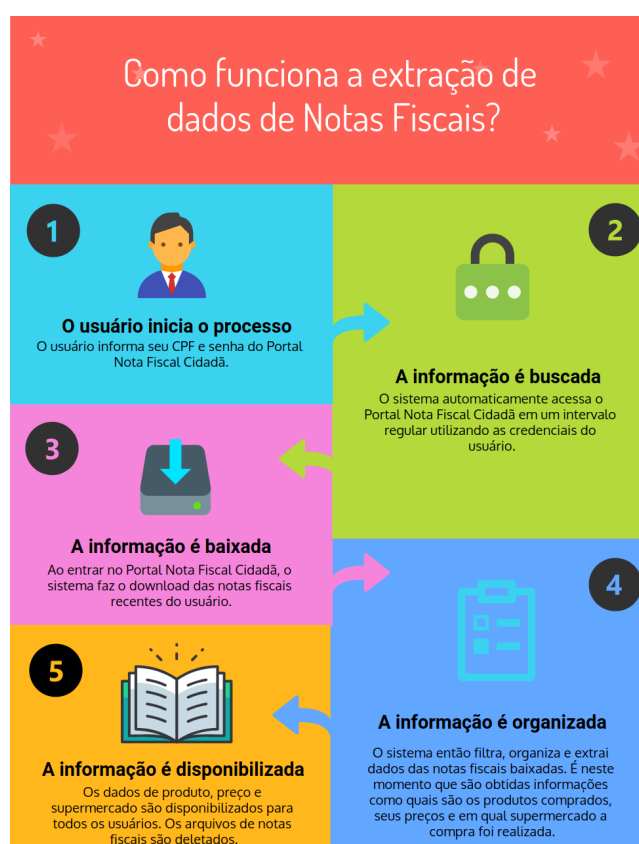 Como funciona a extração de
dados de Notas Fiscais?
1
O usuário inicia o processo
O usuário informa seu CPF e senha do Portal
Nota Fiscal Cidadã.
2
A informação é buscada
O sistema automaticamente acessa o
Portal Nota Fiscal Cidadã em um intervalo
regular utilizando as credenciais do
usuário.
3
A informação é baixada
Ao entrar no Portal Nota Fiscal Cidadã, o
sistema faz o download das notas fiscais
recentes do usuário.
4
A informação é organizada
O sistema então filtra, organiza e extrai
dados das notas fiscais baixadas. É neste
momento que são obtidas informações
como quais são os produtos comprados,
seus preços e em qual supermercado a
compra foi realizada.
5
A informação é disponibilizada
Os dados de produto, preço e
supermercado são disponibilizados para
todos os usuários. Os arquivos de notas
fiscais são deletados.